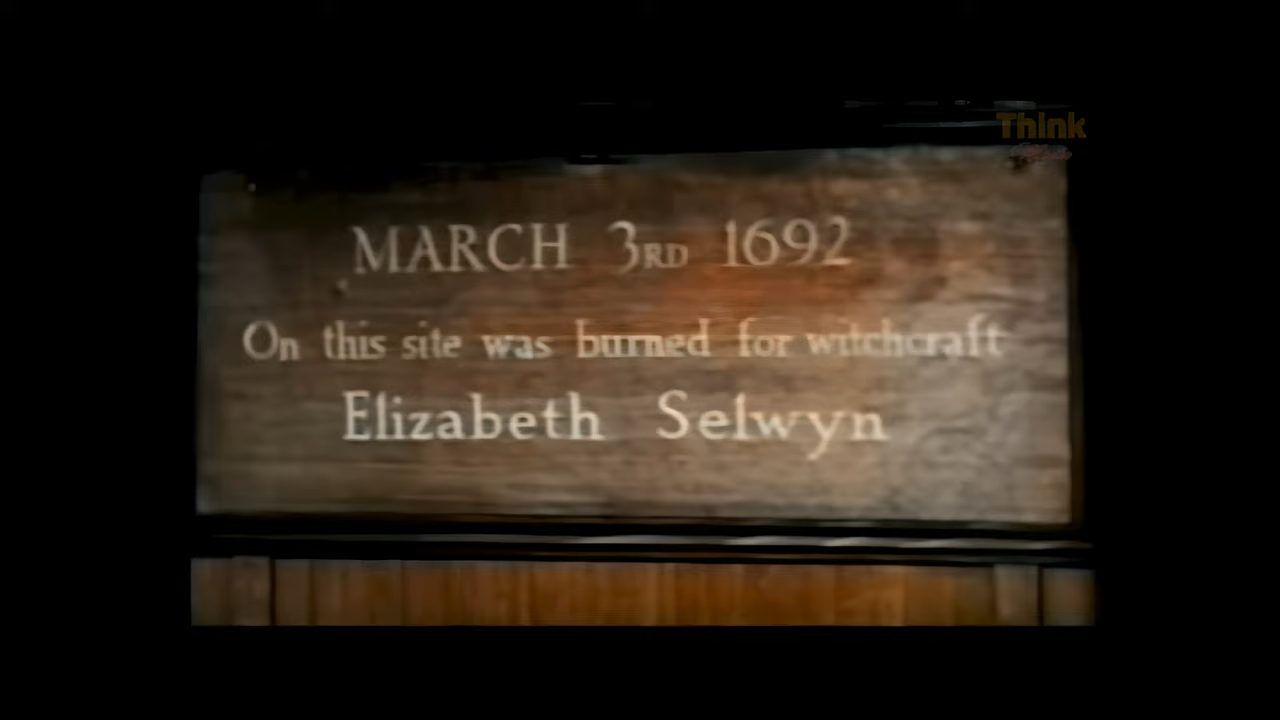 Think
MARCH 3RD 1692
On this site was burned for witchcraft
Elizabeth Selwyn